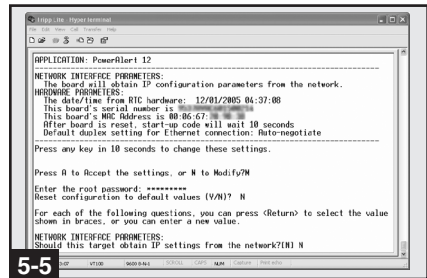 Tripp Lite - HyperTerminal
File Edit View Call Transfer Help
APPLICATION: PowerAlert 12
NETWORK INTERFACE PARAMETERS:
The board will obtain IP configuration parameters from the network.
HARDWARE PARAMETERS:
The date/time from RTC hardware: 12/01/2005 04:37:08
This board's serial number is
This board's MAC Address is 00:06:67:
After board is reset, start-up code will wait 10 seconds
Default duplex setting for Ethernet connection: Auto-negotiate
Press any key in 10 seconds to change these settings.
Press A to Accept the settings, or M to Modify?M
Enter the root password: *********
Reset configuration to default values (Y/N)? N
For each of the following questions, you can press <Return> to select the value
shown in braces, or you can enter a new value.
NETWORK INTERFACE PARAMETERS:
Should this target obtain IP settings from the network?[N] N
VT100 9600 8-N-1 SCROLL CAPS NUM Capture Print echo
5-5